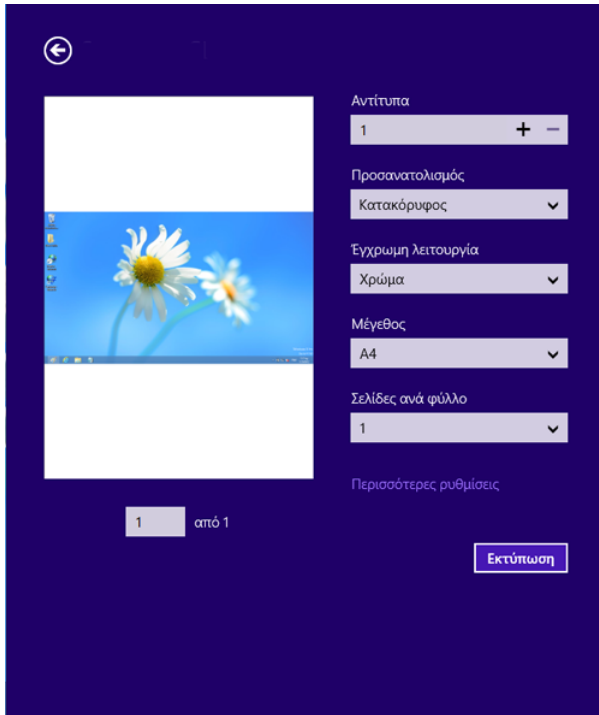 Αντίτυπα
1
Προσανατολισμός
Κατακόρυφος
Έγχρωμη λειτουργία
Χρώμα
Μέγεθος
A4
Σελίδες ανά φύλλο
1
Περισσότερες ρυθμίσεις
1 από 1
Εκτύπωση